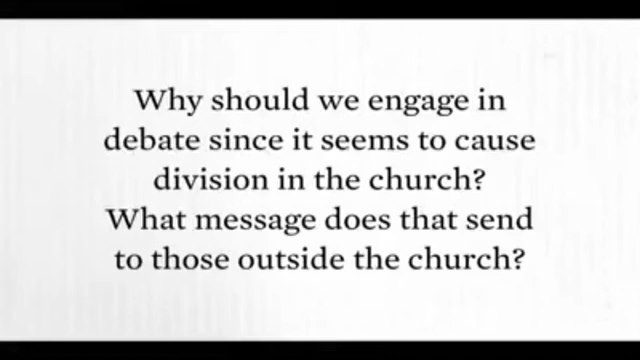 Why should we engage in
debate since it seems to cause
division in the church?
What message does that send
to those outside the church?